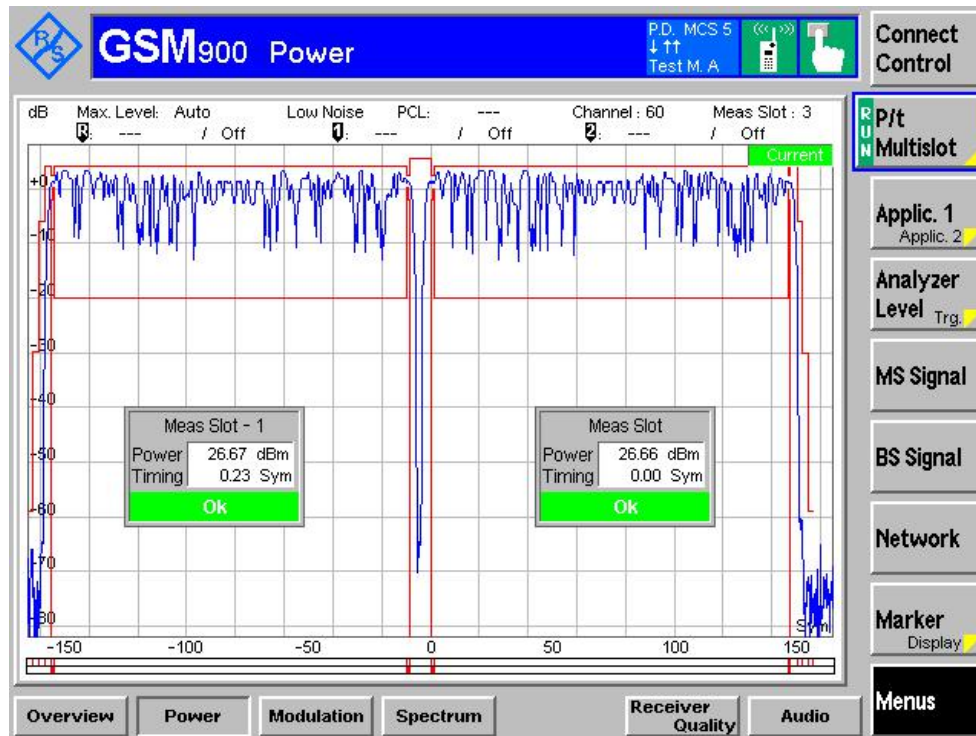 R&S
GSM900 Power
P.D. MCS 5
↓ ↑↑
Test M. A
Connect
Control
dB Max. Level: Auto Low Noise PCL: --- Channel : 60 Meas Slot : 3
R: --- / Off 1: --- / Off 2: --- / Off
RUN
P/t
Multislot
Current
+0
-10
-20
-30
-40
-50
-60
-70
-80
Applic. 1
Applic. 2
Analyzer
Level Trg.
MS Signal
BS Signal
Network
Marker
Display
Menus
Meas Slot - 1
Power 26.67 dBm
Timing 0.23 Sym
Ok
Meas Slot
Power 26.66 dBm
Timing 0.00 Sym
Ok
Sym
-150 -100 -50 0 50 100 150
Overview Power Modulation Spectrum Receiver Quality Audio